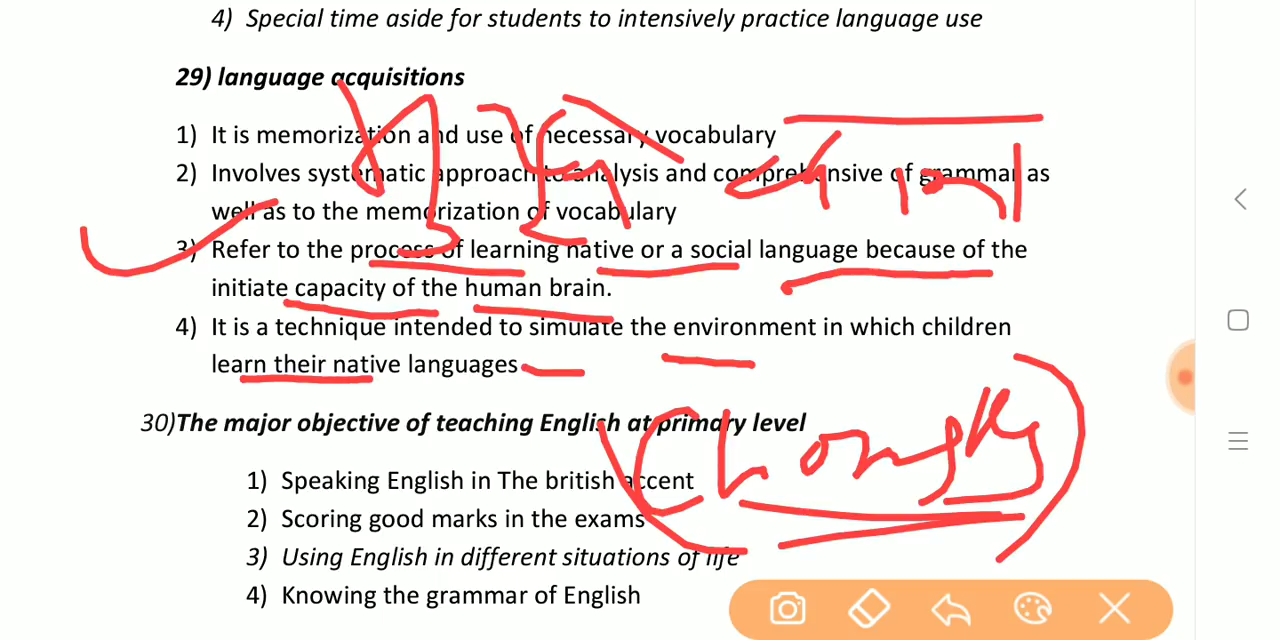 4) Special time aside for students to intensively practice language use
29) language acquisitions
1) It is memorization and use of necessary vocabulary
2) Involves systematic approach to analysis and comprehensive of grammar as
well as to the memorization of vocabulary
3) Refer to the process of learning native or a social language because of the
initiate capacity of the human brain.
4) It is a technique intended to simulate the environment in which children
learn their native languages
30)The major objective of teaching English at primary level
1) Speaking English in The british accent
2) Scoring good marks in the exams
3) Using English in different situations of life
4) Knowing the grammar of English